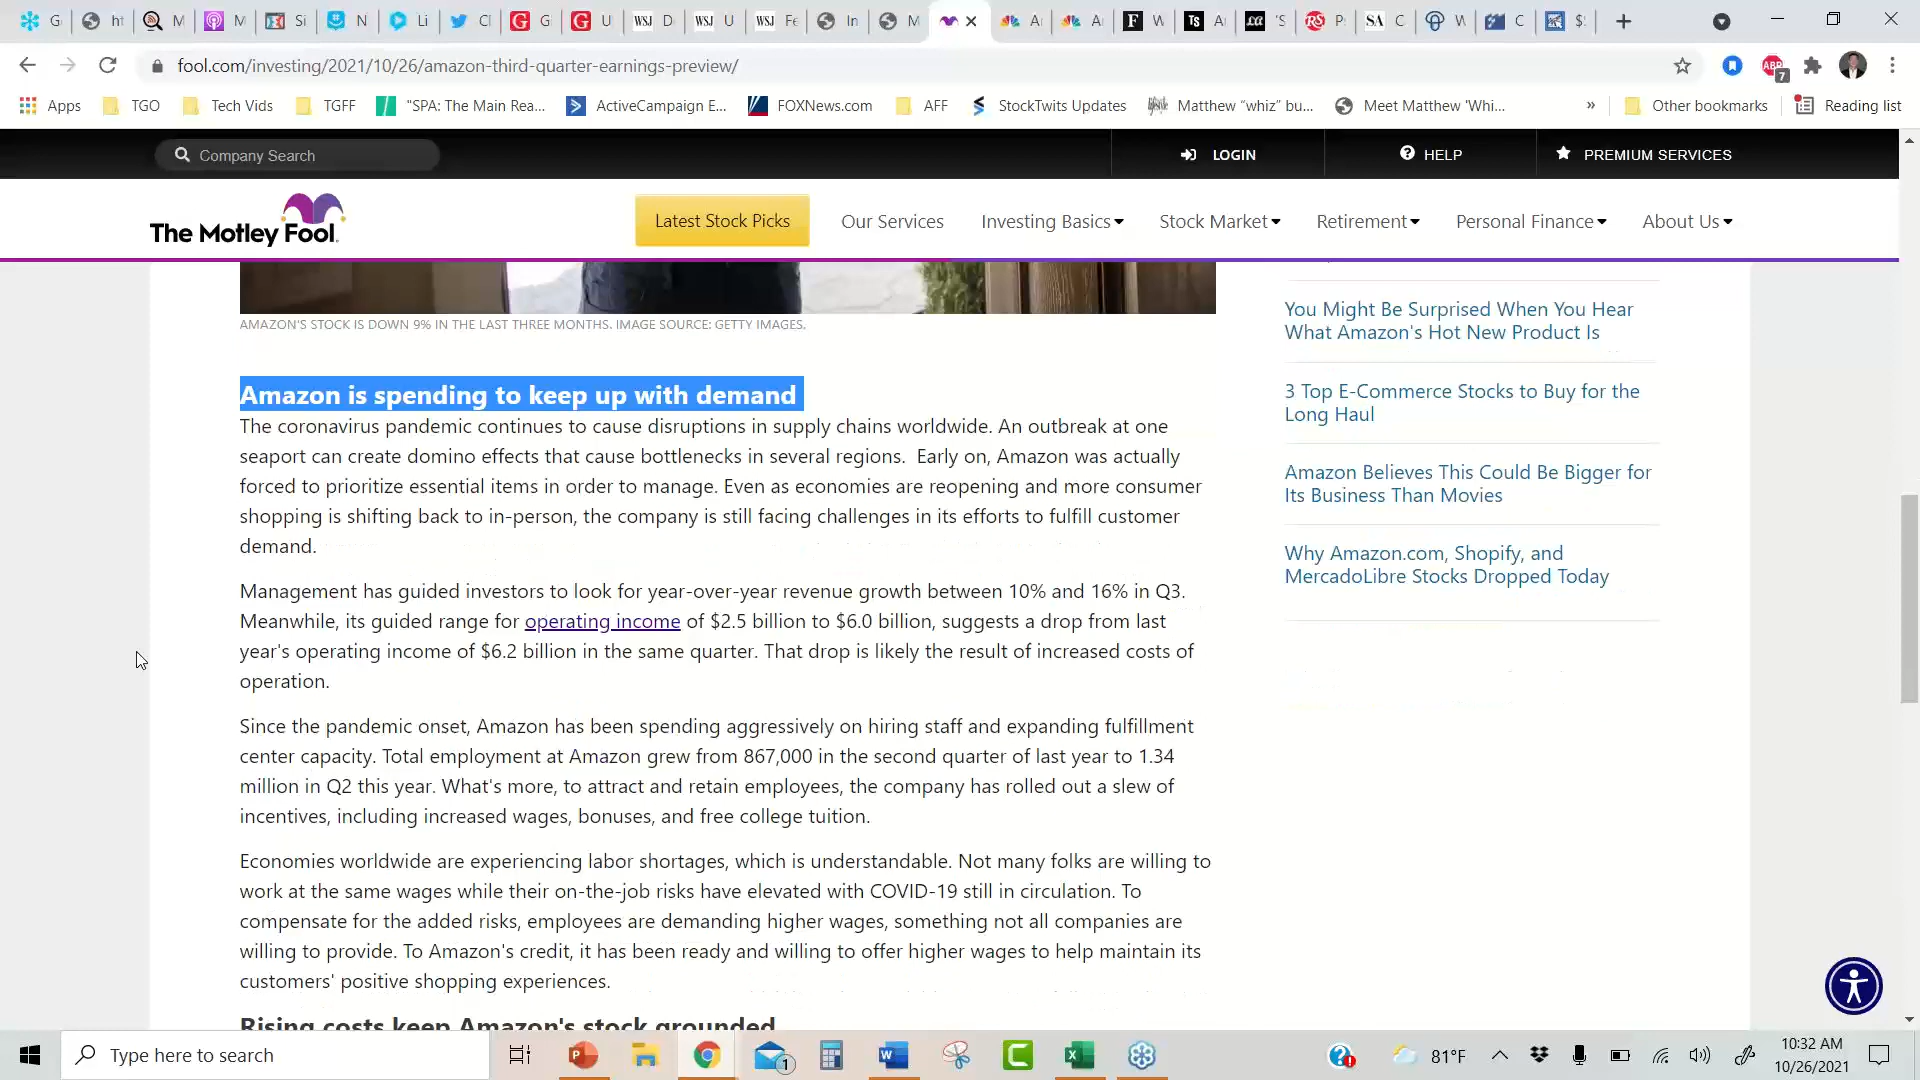 G
ht
M
M
Si
N
Li
Cl
G
U
WSJ D
WSJ U
WSJ Fe
In
M
Ar
Ar
F W
Ts Ar
RS P
SA C
W
C
fool.com/investing/2021/10/26/amazon-third-quarter-earnings-preview/
ABP
7
Apps
TGO
Tech Vids
TGFF
"SPA: The Main Rea...
ActiveCampaign E...
FOXNews.com
AFF
StockTwits Updates
Matthew “whiz” bu...
Meet Matthew 'Whi...
»
Other bookmarks
Reading list
Company Search
LOGIN
HELP
PREMIUM SERVICES
The Motley Fool.
Latest Stock Picks
Our Services
Investing Basics
Stock Market
Retirement
Personal Finance
About Us
AMAZON'S STOCK IS DOWN 9% IN THE LAST THREE MONTHS. IMAGE SOURCE: GETTY IMAGES.
Amazon is spending to keep up with demand
The coronavirus pandemic continues to cause disruptions in supply chains worldwide. An outbreak at one
seaport can create domino effects that cause bottlenecks in several regions.  Early on, Amazon was actually
forced to prioritize essential items in order to manage. Even as economies are reopening and more consumer
shopping is shifting back to in-person, the company is still facing challenges in its efforts to fulfill customer
demand.
Management has guided investors to look for year-over-year revenue growth between 10% and 16% in Q3.
Meanwhile, its guided range for operating income of $2.5 billion to $6.0 billion, suggests a drop from last
year's operating income of $6.2 billion in the same quarter. That drop is likely the result of increased costs of
operation.
Since the pandemic onset, Amazon has been spending aggressively on hiring staff and expanding fulfillment
center capacity. Total employment at Amazon grew from 867,000 in the second quarter of last year to 1.34
million in Q2 this year. What's more, to attract and retain employees, the company has rolled out a slew of
incentives, including increased wages, bonuses, and free college tuition.
Economies worldwide are experiencing labor shortages, which is understandable. Not many folks are willing to
work at the same wages while their on-the-job risks have elevated with COVID-19 still in circulation. To
compensate for the added risks, employees are demanding higher wages, something not all companies are
willing to provide. To Amazon's credit, it has been ready and willing to offer higher wages to help maintain its
customers' positive shopping experiences.
Rising costs keep Amazon's stock grounded
You Might Be Surprised When You Hear
What Amazon's Hot New Product Is
3 Top E-Commerce Stocks to Buy for the
Long Haul
Amazon Believes This Could Be Bigger for
Its Business Than Movies
Why Amazon.com, Shopify, and
MercadoLibre Stocks Dropped Today
Type here to search
1
81°F
10:32 AM
10/26/2021